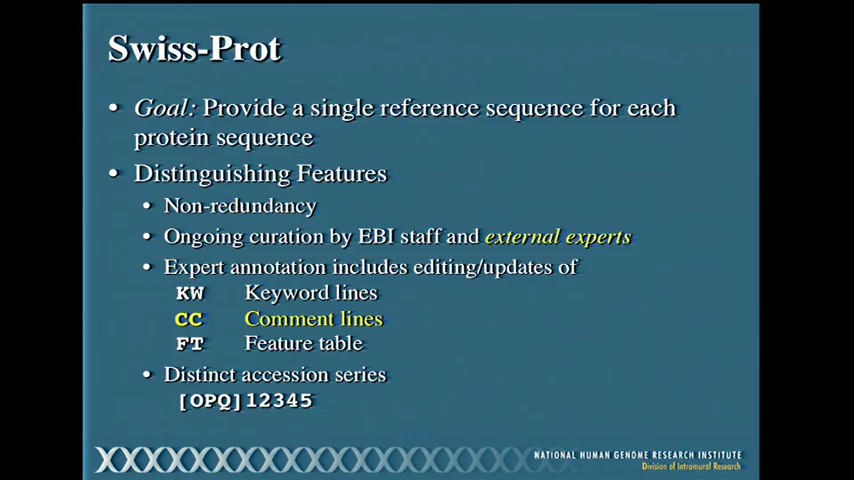 Swiss-Prot
• Goal: Provide a single reference sequence for each
protein sequence
• Distinguishing Features
• Non-redundancy
• Ongoing curation by EBI staff and external experts
• Expert annotation includes editing/updates of
KW Keyword lines
CC Comment lines
FT Feature table
• Distinct accession series
[OPQ]12345
NATIONAL HUMAN GENOME RESEARCH INSTITUTE
Division of Intramural Research